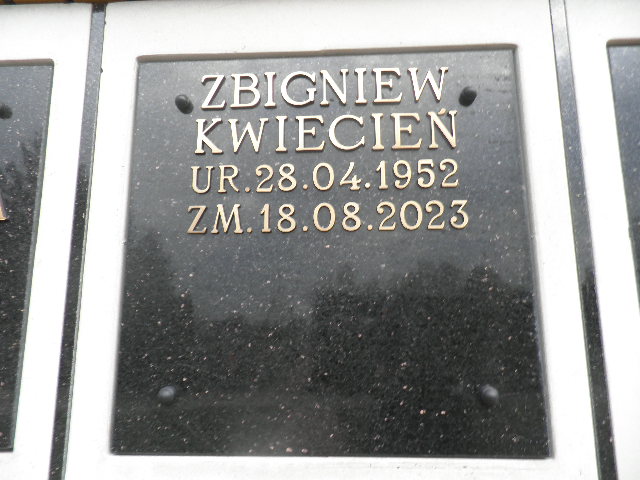 ZBIGNIEW
KWIECIEŃ
UR.28.04.1952
ZM.18.08.2023